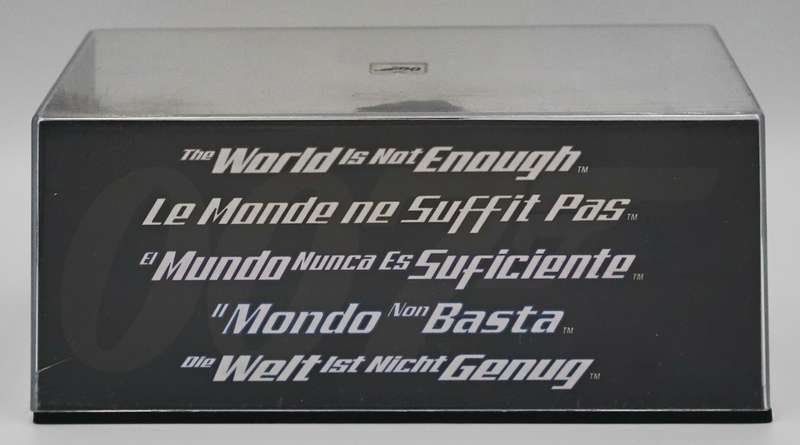 The World Is Not Enough™
Le Monde ne Suffit Pas™
El Mundo Nunca Es Suficiente™
Il Mondo Non Basta™
Die Welt Ist Nicht Genug™
007